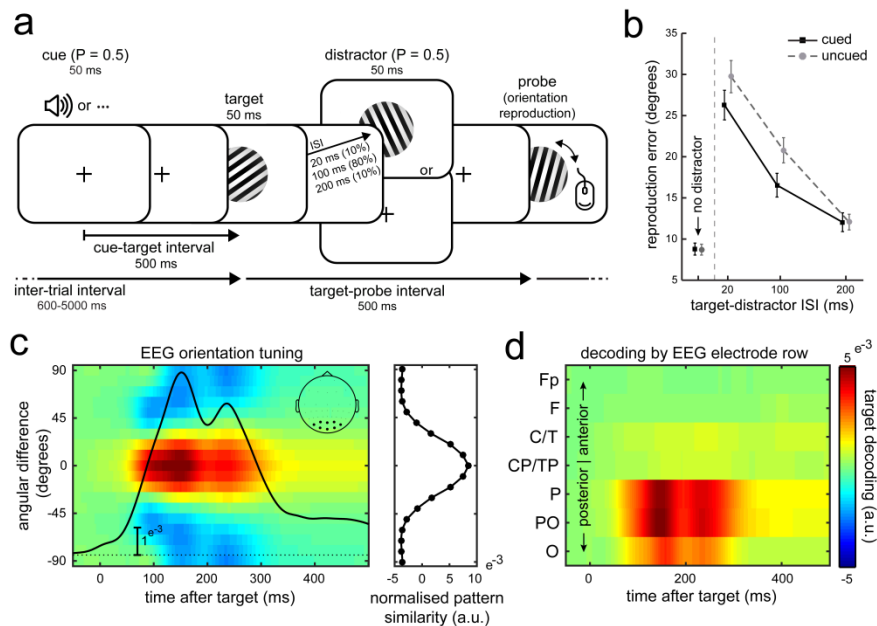 a
cue (P = 0.5)
50 ms
or ...
target
50 ms
distractor (P = 0.5)
50 ms
probe
(orientation
reproduction)
ISI
20 ms (10%)
100 ms (80%)
200 ms (10%)
or
cue-target interval
500 ms
inter-trial interval
600-5000 ms
target-probe interval
500 ms
b
cued
uncued
reproduction error (degrees)
35
30
25
20
15
10
5
no distractor
20
100
200
target-distractor ISI (ms)
c
EEG orientation tuning
angular difference
(degrees)
90
45
0
-45
-90
1e-3
0
100
200
300
400
time after target (ms)
-5
0
5
10
e-3
normalised pattern
similarity (a.u.)
d
decoding by EEG electrode row
Fp
F
C/T
CP/TP
P
PO
O
posterior | anterior
0
200
400
time after target (ms)
5 e-3
target decoding (a.u.)
-5